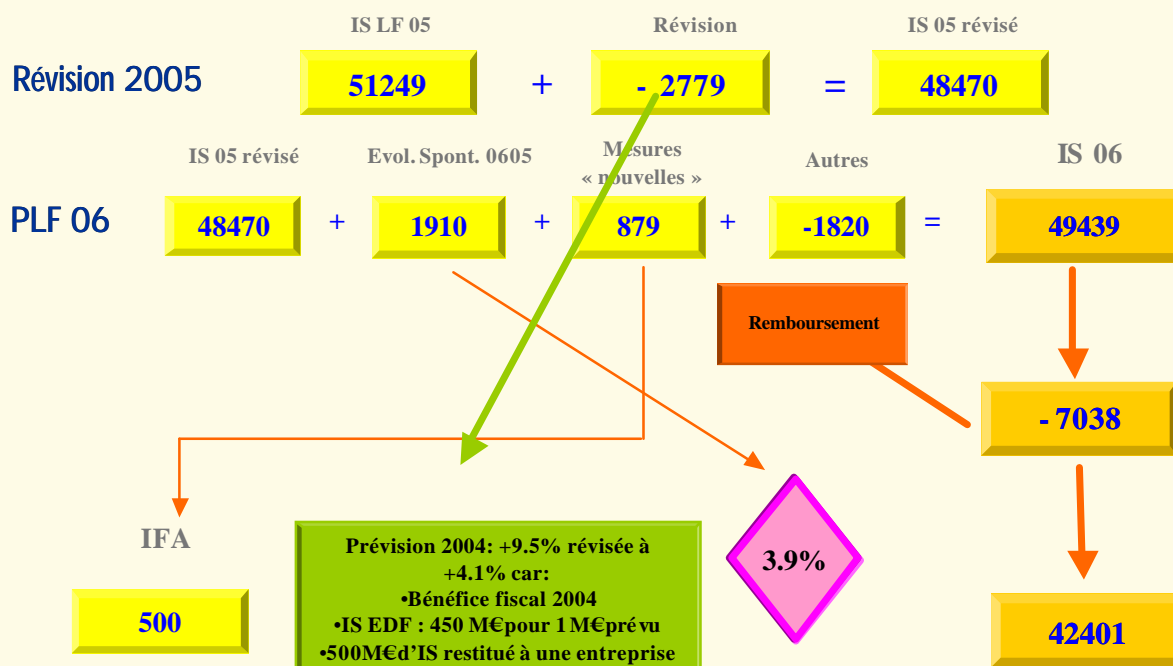 IS LF 05 Révision IS 05 révisé
Révision 2005 51249 + - 2779 = 48470
IS 05 révisé Evol. Spont. 0605 Mesures « nouvelles » Autres IS 06
PLF 06 48470 + 1910 + 879 + -1820 = 49439
Remboursement
- 7038
IFA
500
Prévision 2004: +9.5% révisée à
+4.1% car:
•Bénéfice fiscal 2004
•IS EDF : 450 M€pour 1 M€prévu
•500M€d’IS restitué à une entreprise
3.9%
42401